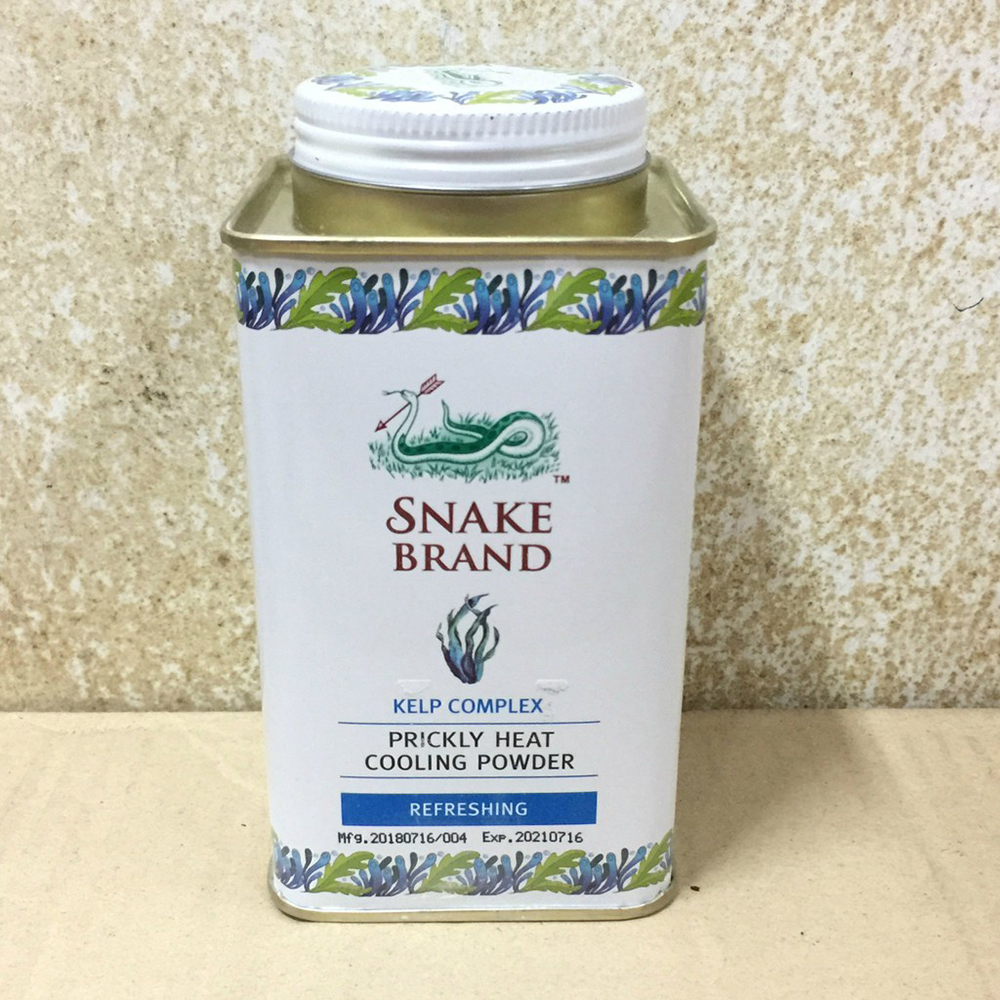 TM
SNAKE
BRAND
KELP COMPLEX
PRICKLY HEAT
COOLING POWDER
REFRESHING
Mfg.20180716/004 Exp.20210716